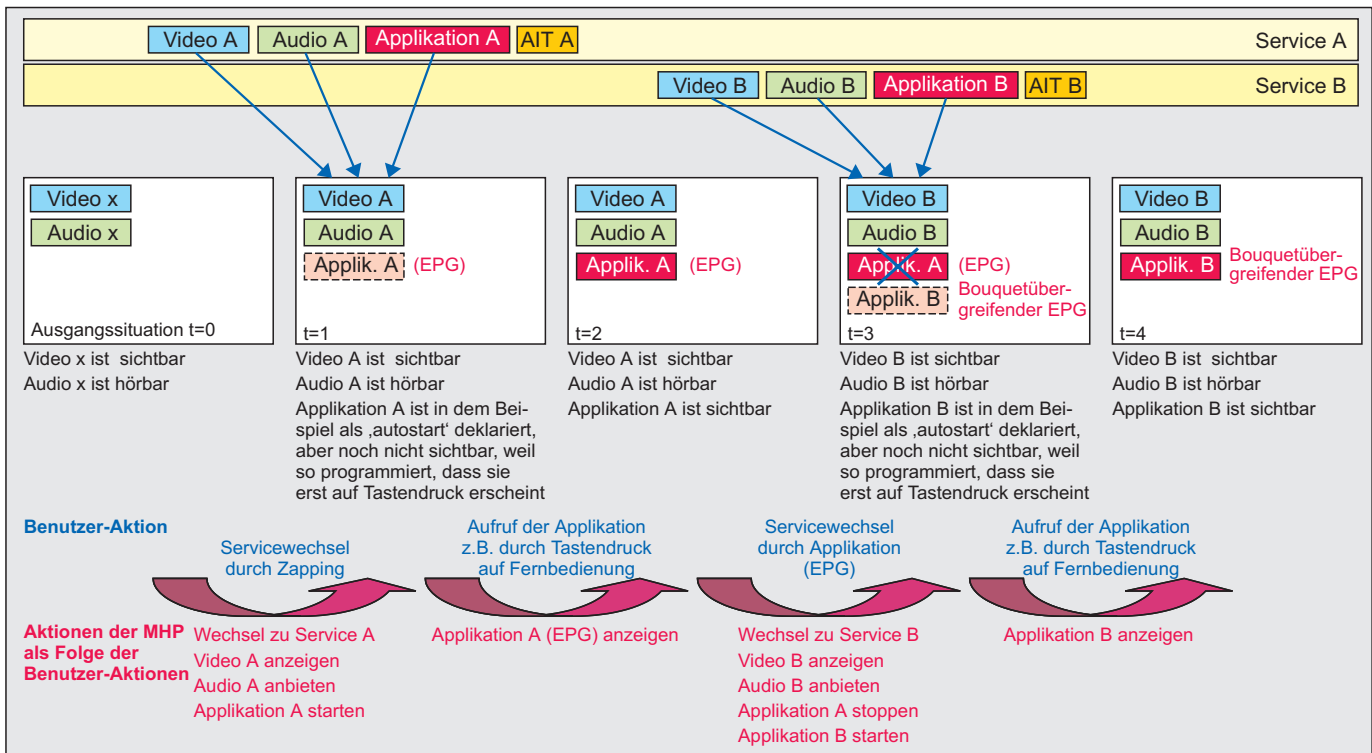 Video A Audio A Applikation A AIT A Service A
Video B Audio B Applikation B AIT B Service B
Video x
Audio x
Ausgangssituation t=0
Video A
Audio A
Applik. A (EPG)
t=1
Video A
Audio A
Applik. A (EPG)
t=2
Video B
Audio B
Applik. A (EPG)
Applik. B Bouquetüber-
greifender EPG
t=3
Video B
Audio B
Applik. B Bouquetüber-
greifender EPG
t=4
Video x ist sichtbar
Audio x ist hörbar
Video A ist sichtbar
Audio A ist hörbar
Applikation A ist in dem Bei-
spiel als ‚autostart‘ deklariert,
aber noch nicht sichtbar, weil
so programmiert, dass sie
erst auf Tastendruck erscheint
Video A ist sichtbar
Audio A ist hörbar
Applikation A ist sichtbar
Video B ist sichtbar
Audio B ist hörbar
Applikation B ist in dem Bei-
spiel als ‚autostart‘ deklariert,
aber noch nicht sichtbar, weil
so programmiert, dass sie
erst auf Tastendruck erscheint
Video B ist sichtbar
Audio B ist hörbar
Applikation B ist sichtbar
Benutzer-Aktion
Servicewechsel
durch Zapping
Aufruf der Applikation
z.B. durch Tastendruck
auf Fernbedienung
Servicewechsel
durch Applikation
(EPG)
Aufruf der Applikation
z.B. durch Tastendruck
auf Fernbedienung
Aktionen der MHP
als Folge der
Benutzer-Aktionen
Wechsel zu Service A
Video A anzeigen
Audio A anbieten
Applikation A starten
Applikation A (EPG) anzeigen
Wechsel zu Service B
Video B anzeigen
Audio B anbieten
Applikation A stoppen
Applikation B starten
Applikation B anzeigen